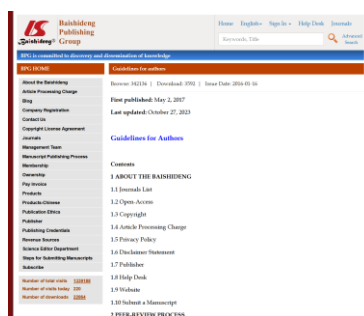 Baishideng
Publishing
Baishideng® Group
Home English Sign In Help Desk Journals
Keywords, Title
Advanced
Search
BPG is committed to discovery and dissemination of knowledge
BPG HOME
About the Baishideng
Article Processing Charge
Blog
Company Registration
Contact Us
Copyright License Agreement
Journals
Management Team
Manuscript Publishing Process
Membership
Ownership
Pay Invoice
Products
Products-Chinese
Publication Ethics
Publisher
Publishing Credentials
Revenue Sources
Science Editor Department
Steps for Submitting Manuscripts
Subscribe
Number of total visits
Number of visits today
Number of downloads
Guidelines for authors
Browse: 342136 | Download: 3592 | Issue Date: 2016-01-16
First published: May 2, 2017
Last updated: October 27, 2023
Guidelines for Authors
Contents
1 ABOUT THE BAISHIDENG
1.1 Journals List
1.2 Open-Access
1.3 Copyright
1.4 Article Processing Charge
1.5 Privacy Policy
1.6 Disclaimer Statement
1.7 Publisher
1.8 Help Desk
1.9 Website
1.10 Submit a Manuscript
2 PEER-REVIEW PROCESS